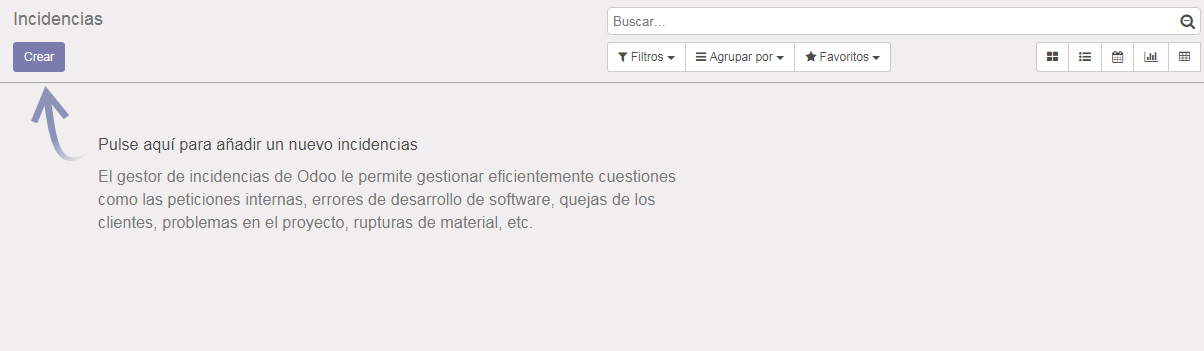 Incidencias
Buscar...
Crear
Filtros
Agrupar por
Favoritos
Pulse aquí para añadir un nuevo incidencias
El gestor de incidencias de Odoo le permite gestionar eficientemente cuestiones
como las peticiones internas, errores de desarrollo de software, quejas de los
clientes, problemas en el proyecto, rupturas de material, etc.